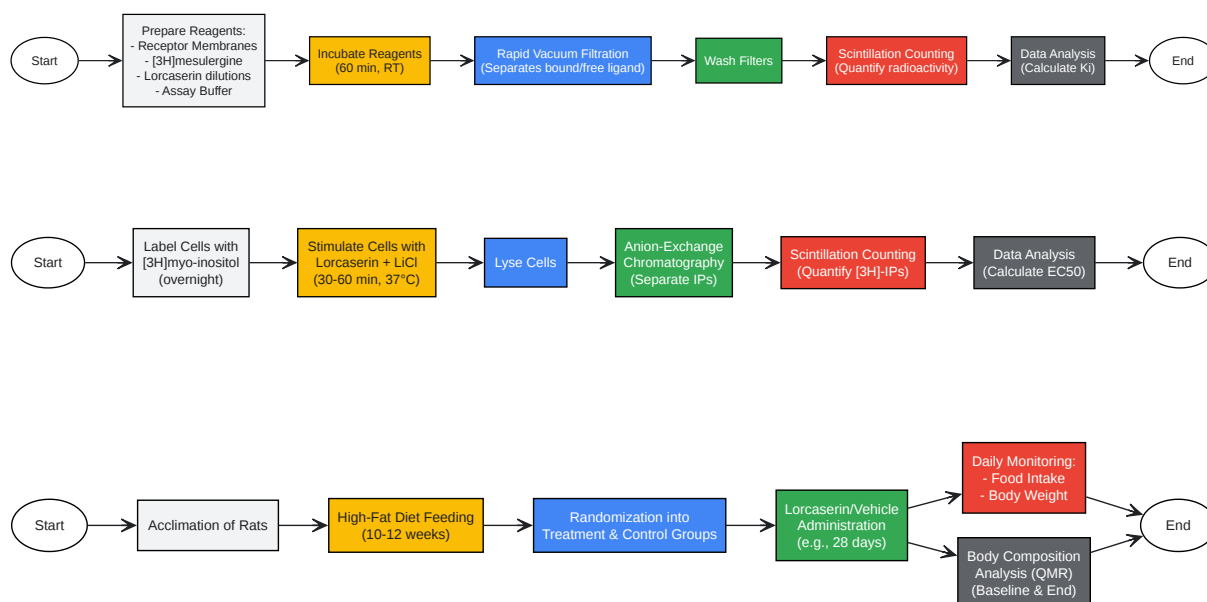 Start
Prepare Reagents:
- Receptor Membranes
- [3H]mesulergine
- Lorcaserin dilutions
- Assay Buffer
Incubate Reagents
(60 min, RT)
Rapid Vacuum Filtration
(Separates bound/free ligand)
Wash Filters
Scintillation Counting
(Quantify radioactivity)
Data Analysis
(Calculate Ki)
End
Start
Label Cells with
[3H]myo-inositol
(overnight)
Stimulate Cells with
Lorcaserin + LiCl
(30-60 min, 37°C)
Lyse Cells
Anion-Exchange
Chromatography
(Separate IPs)
Scintillation Counting
(Quantify [3H]-IPs)
Data Analysis
(Calculate EC50)
End
Start
Acclimation of Rats
High-Fat Diet Feeding
(10-12 weeks)
Randomization into
Treatment & Control Groups
Lorcaserin/Vehicle
Administration
(e.g., 28 days)
Daily Monitoring:
- Food Intake
- Body Weight
Body Composition
Analysis (QMR)
(Baseline & End)
End